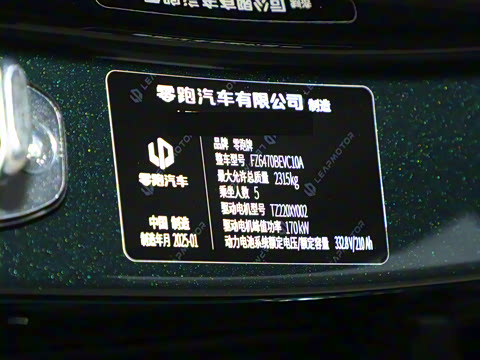 零跑汽车有限公司 制造
品牌 零跑牌
整车型号 FZ6470BEVC10A
最大允许总质量 2315kg
乘坐人数 5
驱动电机型号 TZ220XY002
驱动电机峰值功率 170kW
动力电池系统额定电压/额定容量 332.8V/210Ah
零跑汽车
中国 制造
制造年月 2025-01
LEAPMOTOR
LEAPMOTOR